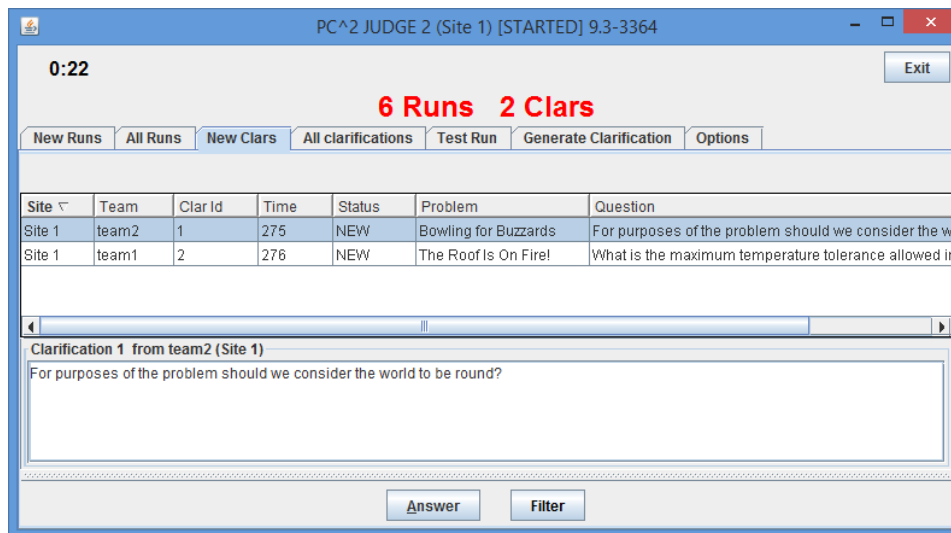 PC^2 JUDGE 2 (Site 1) [STARTED] 9.3-3364
0:22 Exit
6 Runs 2 Clars
New Runs All Runs New Clars All clarifications Test Run Generate Clarification Options
Site Team Clar Id Time Status Problem Question
Site 1 team2 1 275 NEW Bowling for Buzzards For purposes of the problem should we consider the w
Site 1 team1 2 276 NEW The Roof Is On Fire! What is the maximum temperature tolerance allowed i
Clarification 1 from team2 (Site 1)
For purposes of the problem should we consider the world to be round?
Answer Filter